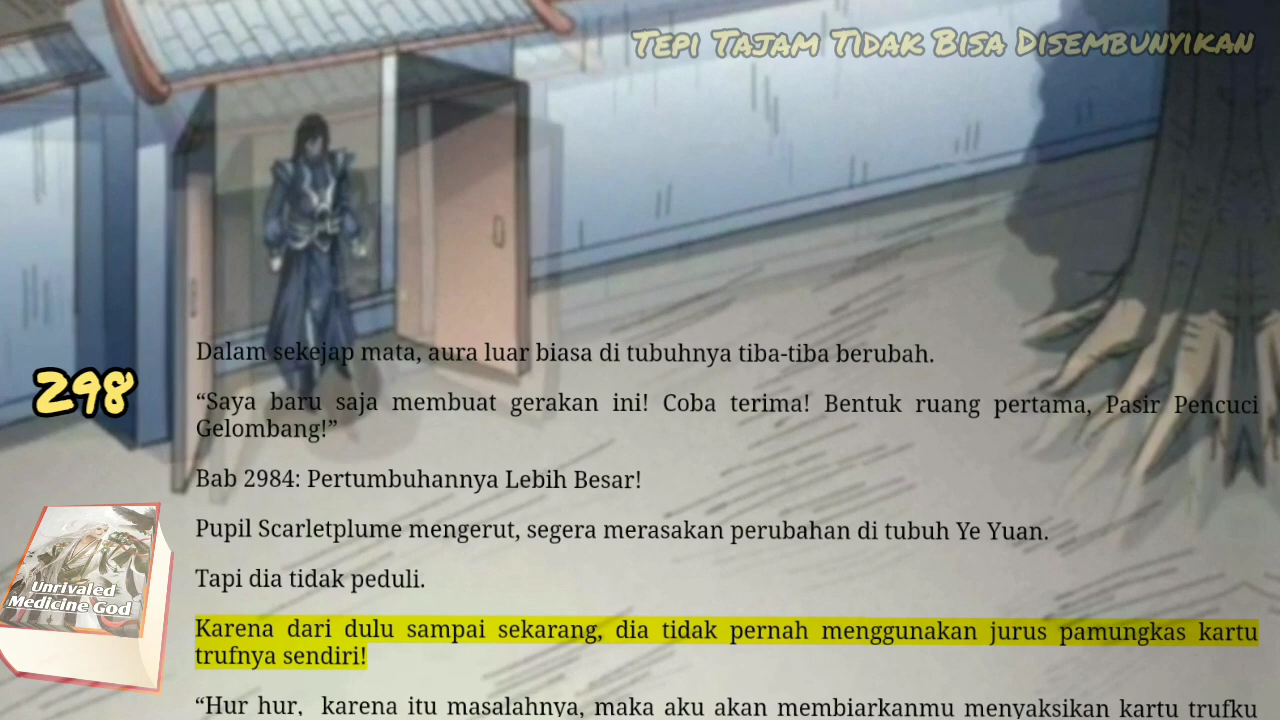 Tepi Tajam Tidak Bisa Disembunyikan
Dalam sekejap mata, aura luar biasa di tubuhnya tiba-tiba berubah.
298
“Saya baru saja membuat gerakan ini! Coba terima! Bentuk ruang pertama, Pasir Pencuci
Gelombang!”
Bab 2984: Pertumbuhannya Lebih Besar!
Pupil Scarletplume mengerut, segera merasakan perubahan di tubuh Ye Yuan.
Tapi dia tidak peduli.
Unrivaled
Medicine God
Karena dari dulu sampai sekarang, dia tidak pernah menggunakan jurus pamungkas kartu
trufnya sendiri!
“Hur hur, karena itu masalahnya, maka aku akan membiarkanmu menyaksikan kartu trufku